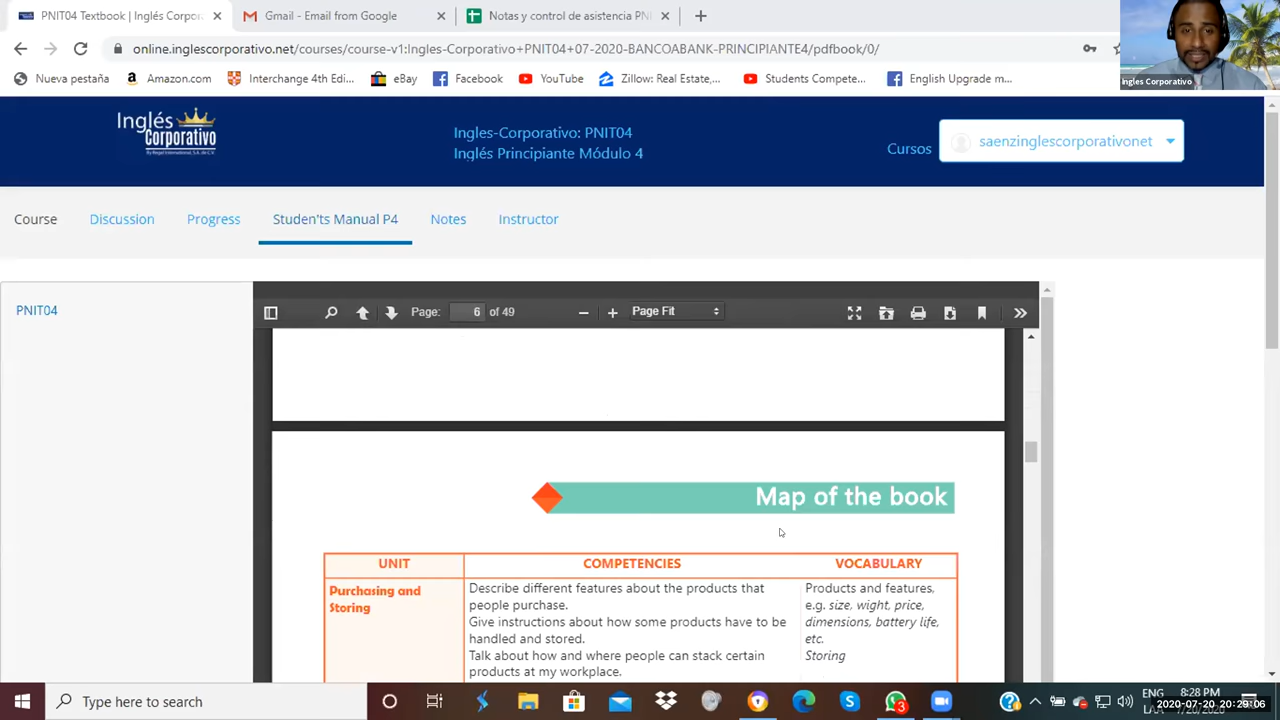 PNIT04 Textbook | Inglés Corpora
Gmail - Email from Google
Notas y control de asistencia PNI
online.inglescorporativo.net/courses/course-v1:Ingles-Corporativo+PNIT04+07-2020-BANCOABANK-PRINCIPIANTE4/pdfbook/0/
Nueva pestaña
Amazon.com
Interchange 4th Edi...
eBay
Facebook
YouTube
Zillow: Real Estate,...
Students Compete...
English Upgrade m...
Ingles Corporativo
Inglés
Corporativo
Ingles-Corporativo: PNIT04
Inglés Principiante Módulo 4
Cursos
saenzinglescorporativonet
Course
Discussion
Progress
Studen'ts Manual P4
Notes
Instructor
PNIT04
Page:
6
of 49
Page Fit
Map of the book
UNIT
COMPETENCIES
VOCABULARY
Purchasing and
Storing
Describe different features about the products that
people purchase.
Give instructions about how some products have to be
handled and stored.
Talk about how and where people can stack certain
products at my workplace.
Products and features,
e.g. size, wight, price,
dimensions, battery life,
etc.
Storing
Type here to search
3
ENG
8:28 PM
2020-07-20 20:29:06